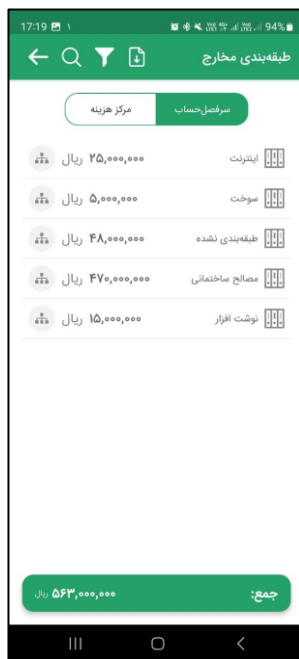 17:19 94%
طبقه‌بندی مخارج
سرفصل‌حساب مرکز هزینه
اینترنت ۲۵,۰۰۰,۰۰۰ ریال
سوخت ۵,۰۰۰,۰۰۰ ریال
طبقه‌بندی نشده ۴۸,۰۰۰,۰۰۰ ریال
مصالح ساختمانی ۴۷۰,۰۰۰,۰۰۰ ریال
نوشت افزار ۱۵,۰۰۰,۰۰۰ ریال
جمع: ۵۶۳,۰۰۰,۰۰۰ ریال